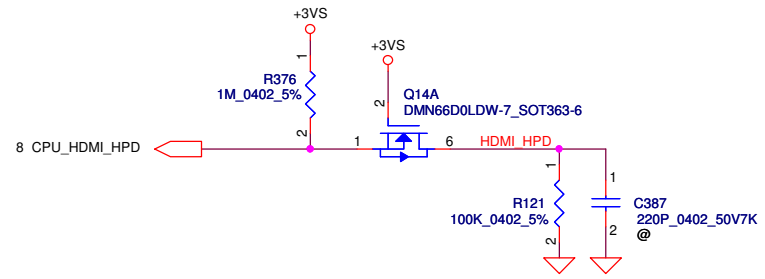 +3VS
+3VS
1
R376
1M_0402_5%
2
2
Q14A
DMN66D0LDW-7_SOT363-6
8 CPU_HDMI_HPD
1
6
HDMI_HPD
1
R121
100K_0402_5%
2
1
C387
220P_0402_50V7K
2
@